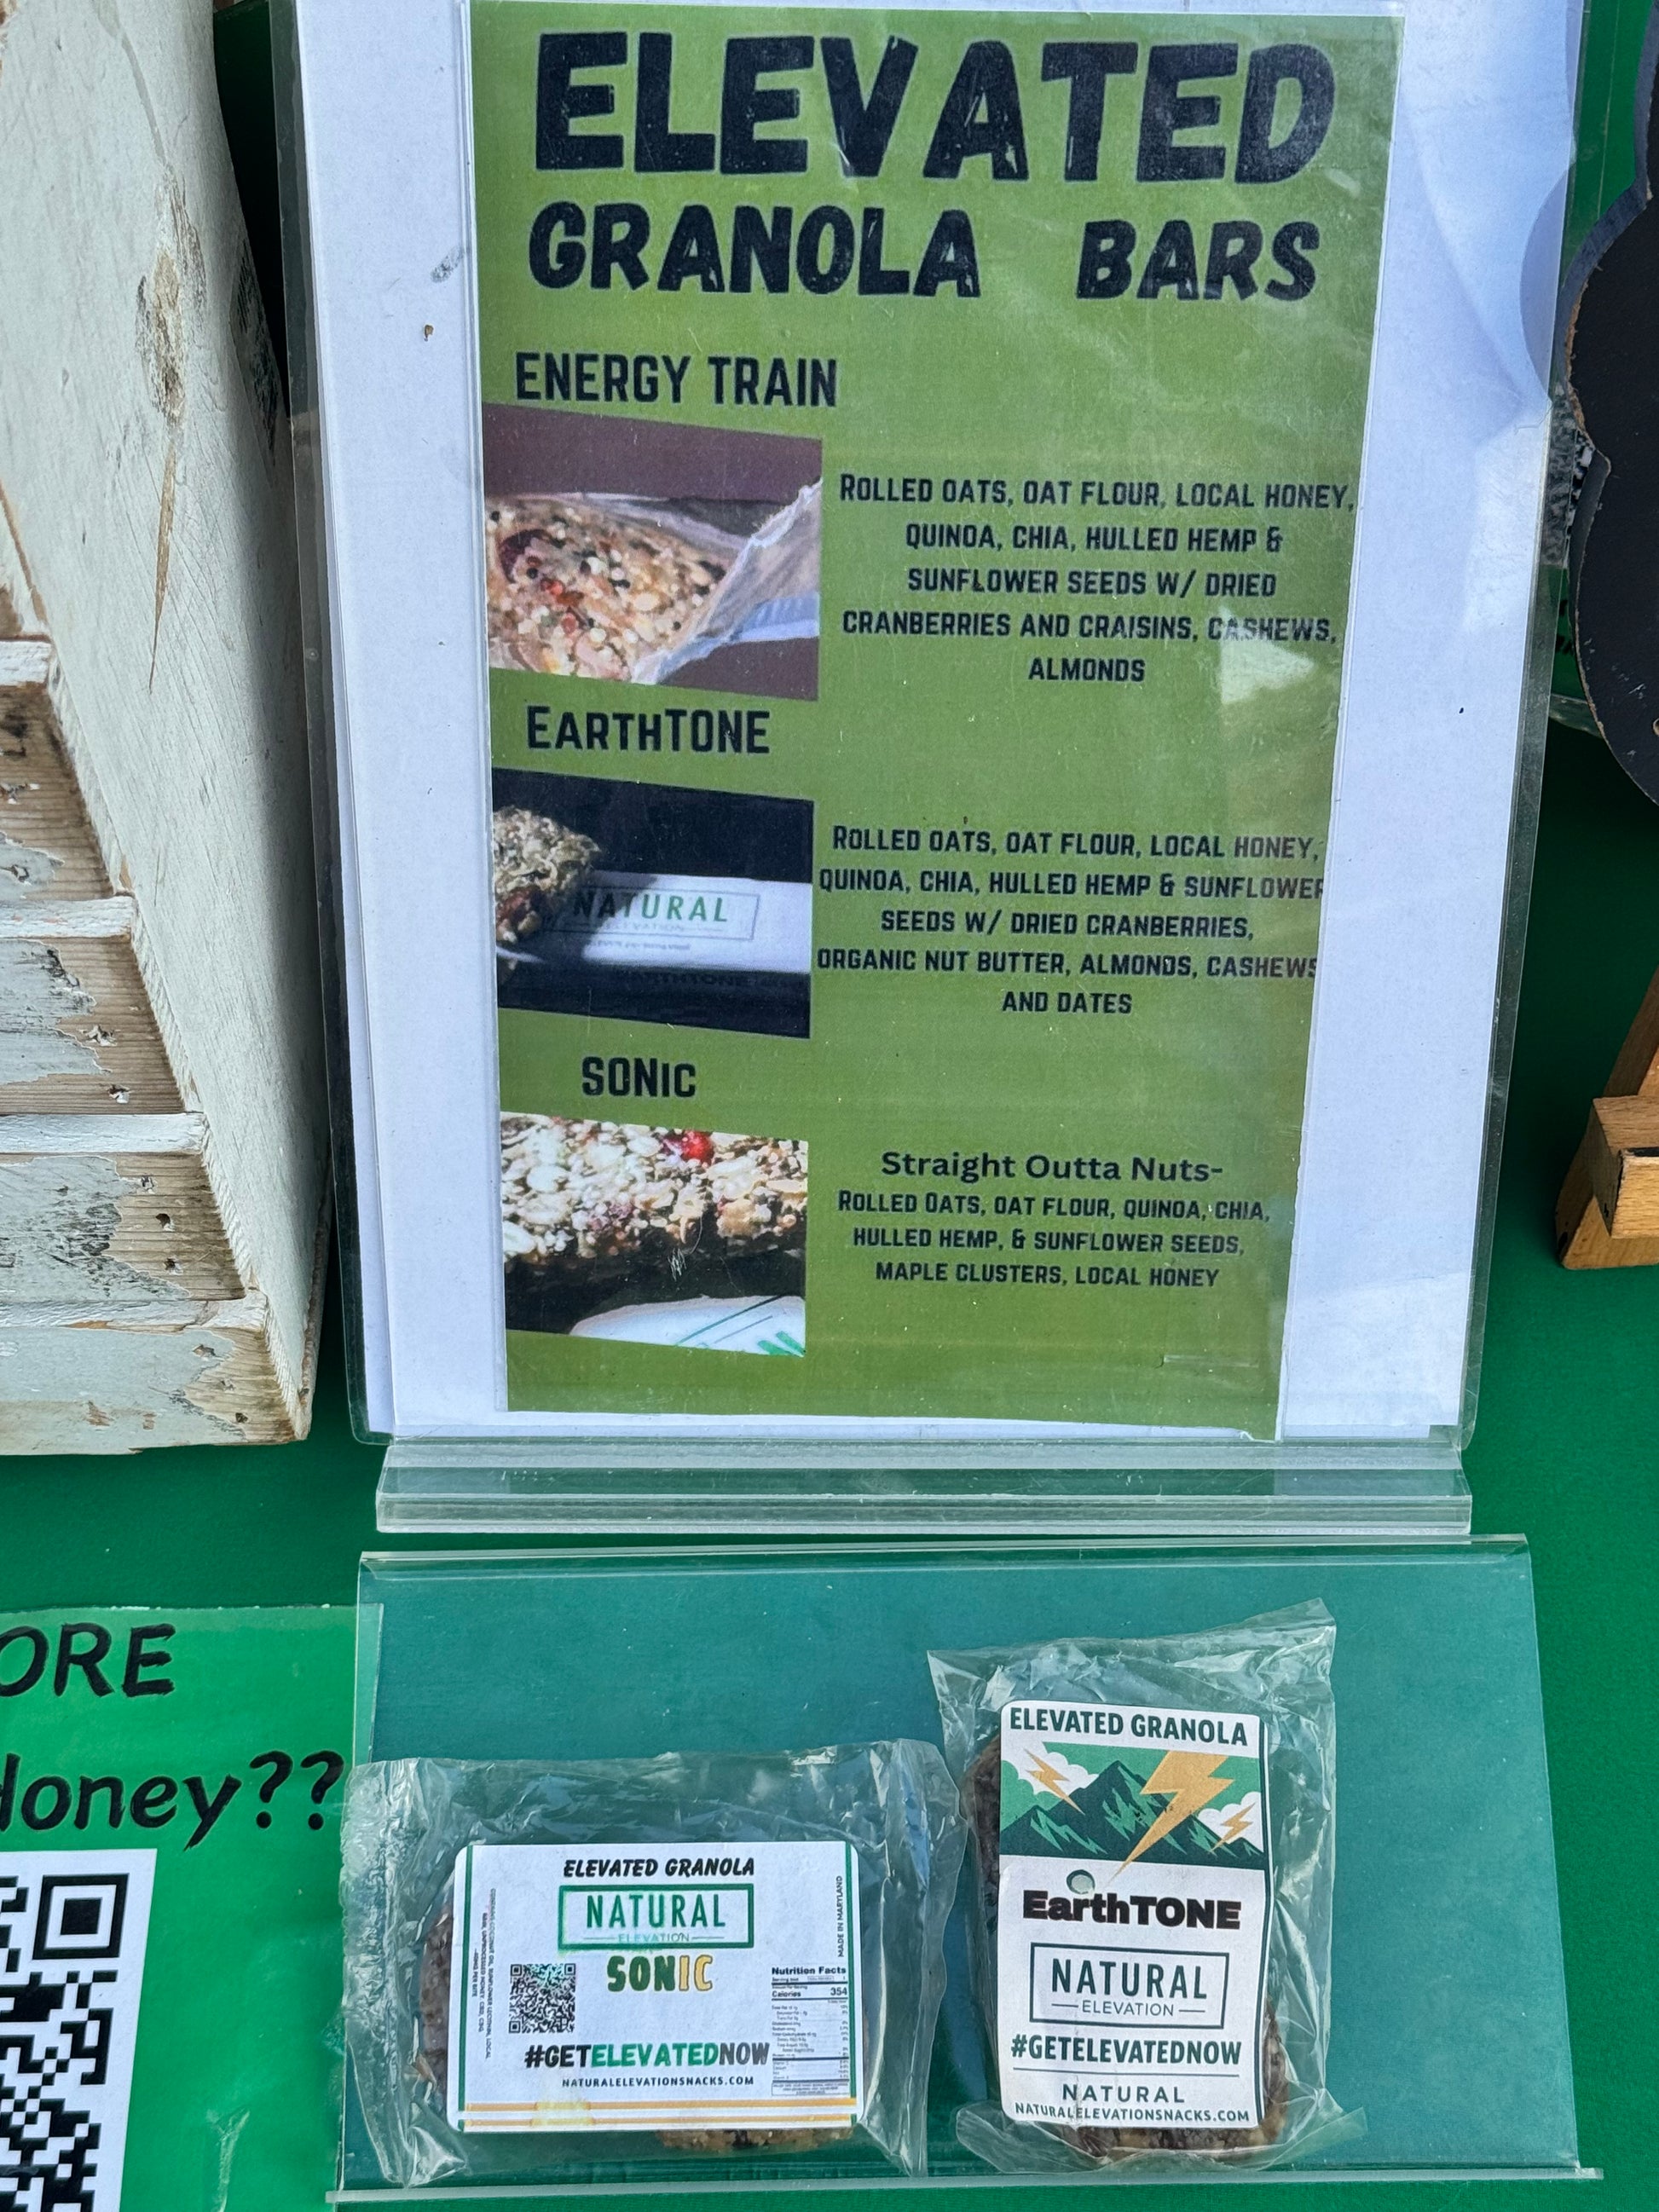 ELEVATED
GRANOLA BARS
ENERGY TRAIN
ROLLED OATS, OAT FLOUR, LOCAL HONEY,
QUINOA, CHIA, HULLED HEMP &
SUNFLOWER SEEDS W/ DRIED
CRANBERRIES AND CRAISINS, CASHEWS,
ALMONDS
EARTHTONE
NATURAL
ROLLED OATS, OAT FLOUR, LOCAL HONEY,
QUINOA, CHIA, HULLED HEMP & SUNFLOWER
SEEDS W/ DRIED CRANBERRIES,
ORGANIC NUT BUTTER, ALMONDS, CASHEWS
AND DATES
SONIC
Straight Outta Nuts-
ROLLED OATS, OAT FLOUR, QUINOA, CHIA,
HULLED HEMP, & SUNFLOWER SEEDS,
MAPLE CLUSTERS, LOCAL HONEY
ORE
Honey??
ELEVATED GRANOLA
NATURAL
ELEVATION
SONIC
#GETELEVATEDNOW
NATURALELEVATIONSNACKS.COM
MADE IN MARYLAND
Nutrition Facts
Calories 354
ELEVATED GRANOLA
EarthTONE
NATURAL
ELEVATION
#GETELEVATEDNOW
NATURAL
NATURALELEVATIONSNACKS.COM